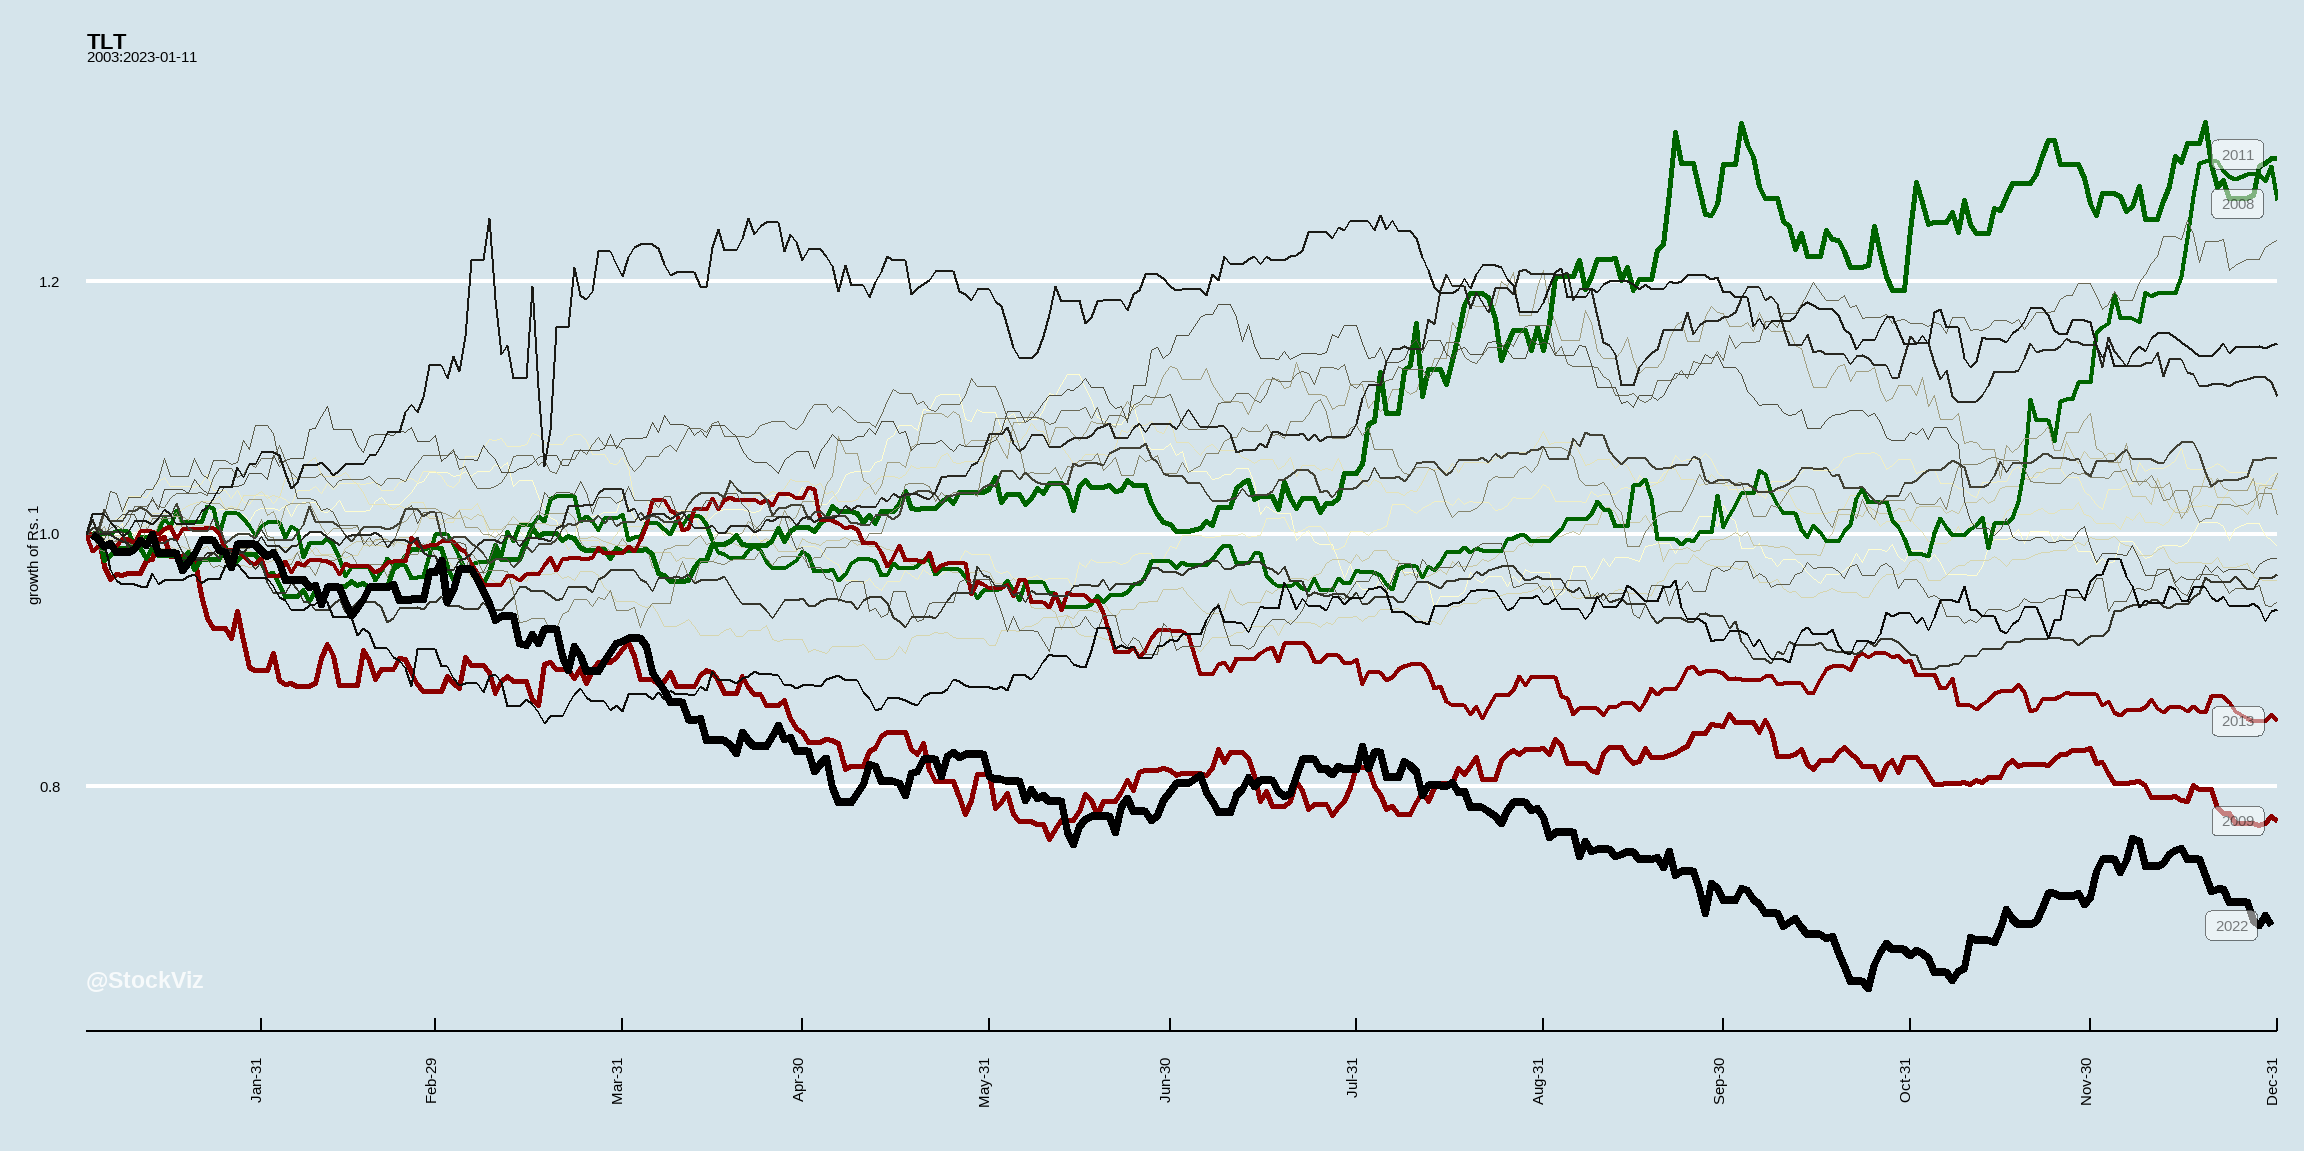 TLT
2003:2023-01-11
growth of Rs. 1
1.2
1.0
0.8
2011
2008
2013
2009
2022
@StockViz
Jan-31
Feb-29
Mar-31
Apr-30
May-31
Jun-30
Jul-31
Aug-31
Sep-30
Oct-31
Nov-30
Dec-31